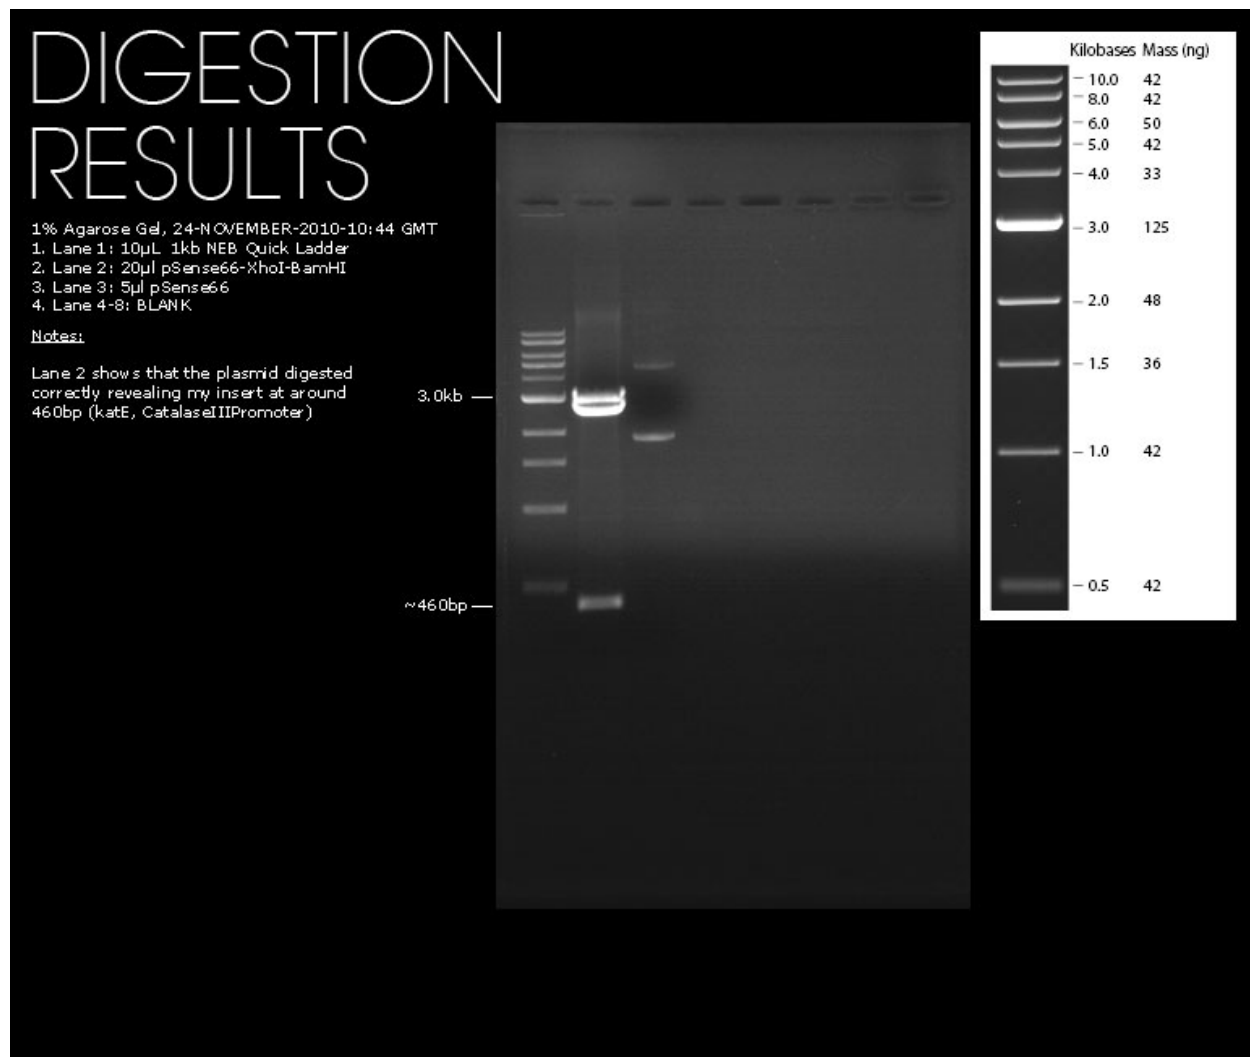 DIGESTION
RESULTS
1% Agarose Gel, 24-NOVEMBER-2010-10:44 GMT
1. Lane 1: 10µL 1kb NEB Quick Ladder
2. Lane 2: 20µl pSense66-XhoI-BamHI
3. Lane 3: 5µl pSense66
4. Lane 4-8: BLANK
Notes:
Lane 2 shows that the plasmid digested
correctly revealing my insert at around
460bp (katE, CatalaseIIIPromoter)
3.0kb
~460bp
Kilobases Mass (ng)
10.0 42
8.0 42
6.0 50
5.0 42
4.0 33
3.0 125
2.0 48
1.5 36
1.0 42
0.5 42